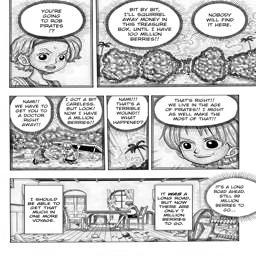 YOU'RE
GOING
TO ROB
PIRATES
!?
BIT BY BIT,
I'LL SQUIRREL
AWAY MONEY IN
THIS TREASURE
BOX, UNTIL I HAVE
100 MILLION
BERRIES!!
NOBODY
WILL FIND
IT HERE.
NAMI!!
WE HAVE TO
GET YOU TO
A DOCTOR
RIGHT
AWAY!!
I GOT A BIT
CARELESS,
BUT LOOK!
NOW I HAVE
A MILLION
BERRIES!!
NAMI!!!
THAT'S A
TERRIBLE
WOUND!!
WHAT
HAPPENED?
THAT'S RIGHT!!
WE LIVE IN THE AGE
OF PIRATES!! I MIGHT
AS WELL MAKE THE
MOST OF THAT!!
I SHOULD
BE ABLE TO
GET THAT
MUCH IN
ONE MORE
VOYAGE.
IT WAS A
LONG ROAD,
BUT NOW
THERE ARE
ONLY 7
MILLION
BERRIES
TO GO...
IT'S A LONG
ROAD AHEAD.
STILL 99
MILLION
BERRIES
TO GO...